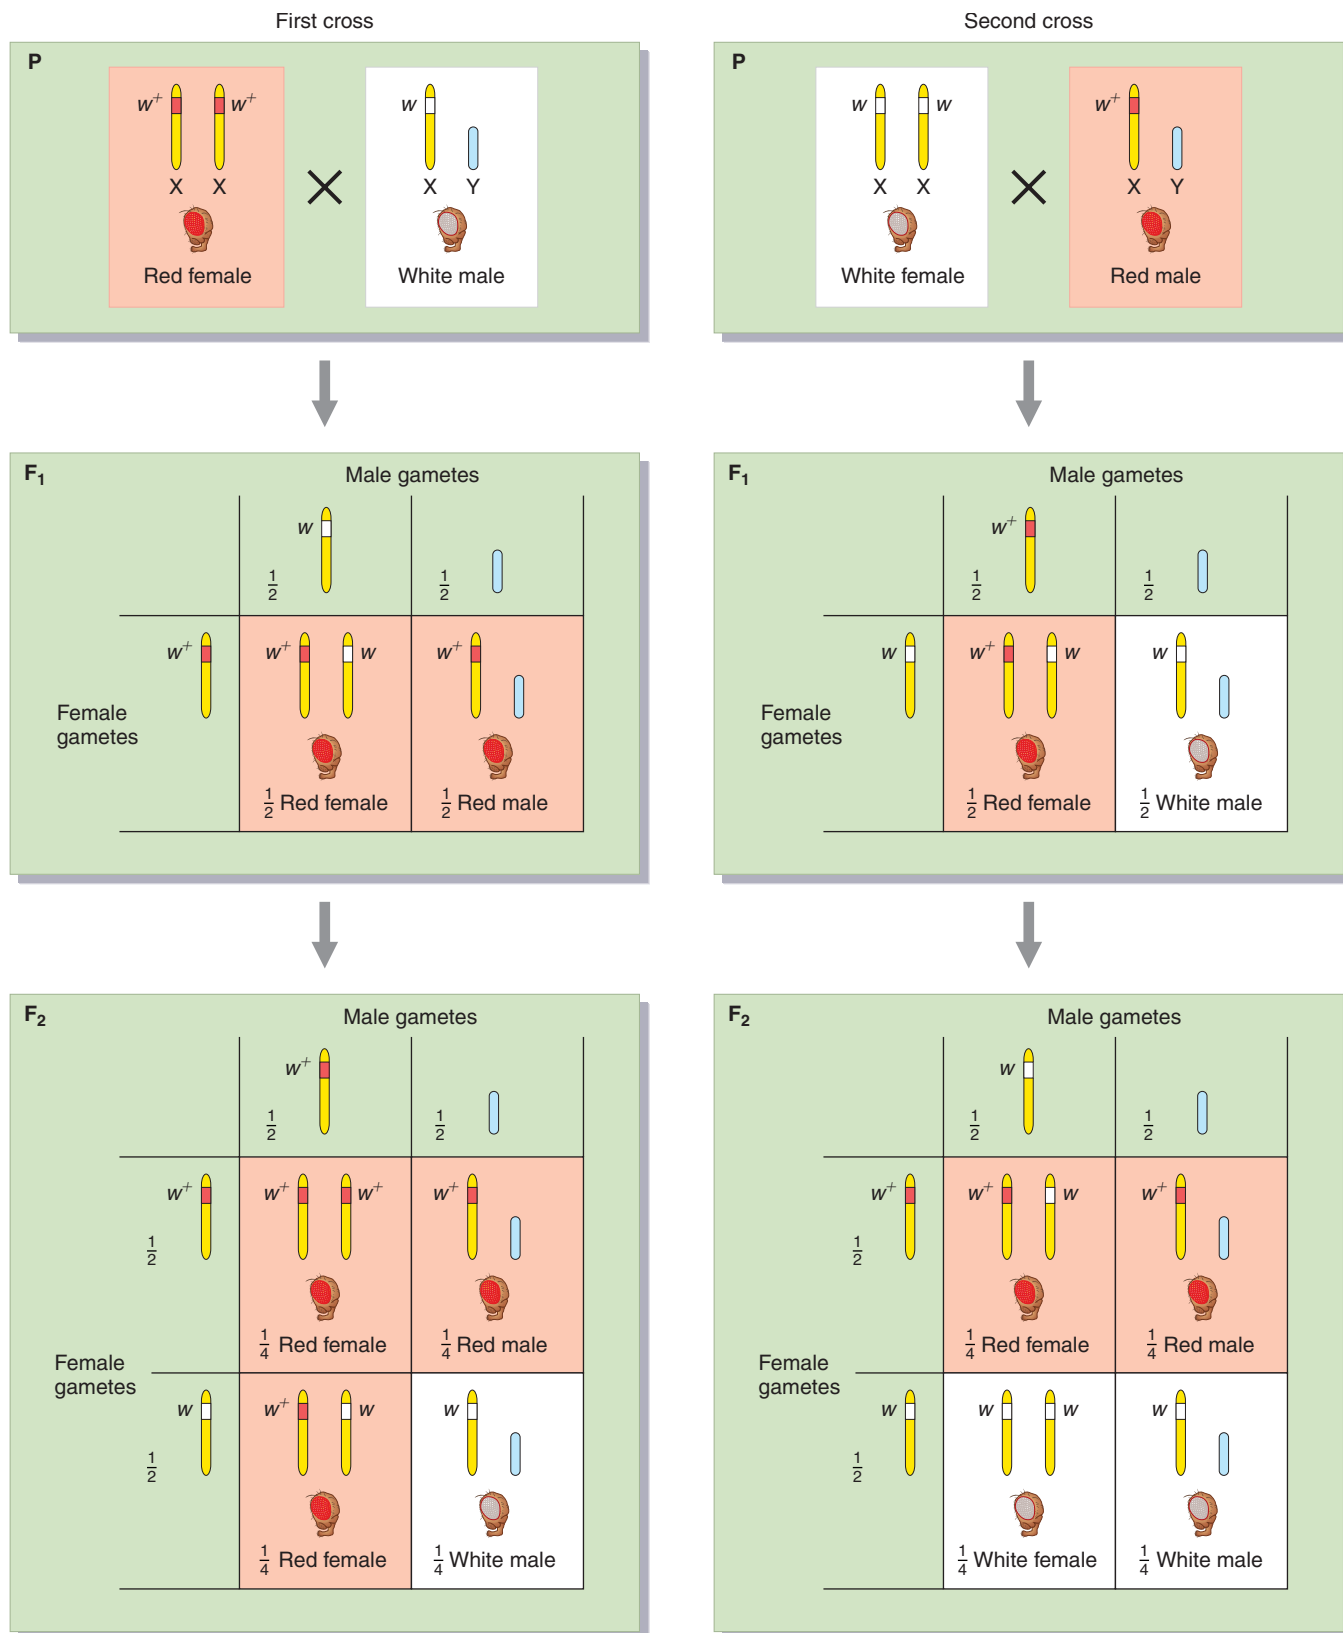 First cross
P
w+ w+ w
X X X Y
Red female White male
F1
Male gametes
w
1/2 1/2
w+ w+ w w+
Female
gametes
1/2 Red female 1/2 Red male
F2
Male gametes
w+
1/2 1/2
w+ w+ w+ w+
1/2
1/4 Red female 1/4 Red male
Female
gametes
w w+ w w
1/2
1/4 Red female 1/4 White male
Second cross
P
w w w+
X X X Y
White female Red male
F1
Male gametes
w+
1/2 1/2
w w+ w w
Female
gametes
1/2 Red female 1/2 White male
F2
Male gametes
w
1/2 1/2
w+ w+ w w+
1/2
1/4 Red female 1/4 Red male
Female
gametes
w w w w
1/2
1/4 White female 1/4 White male